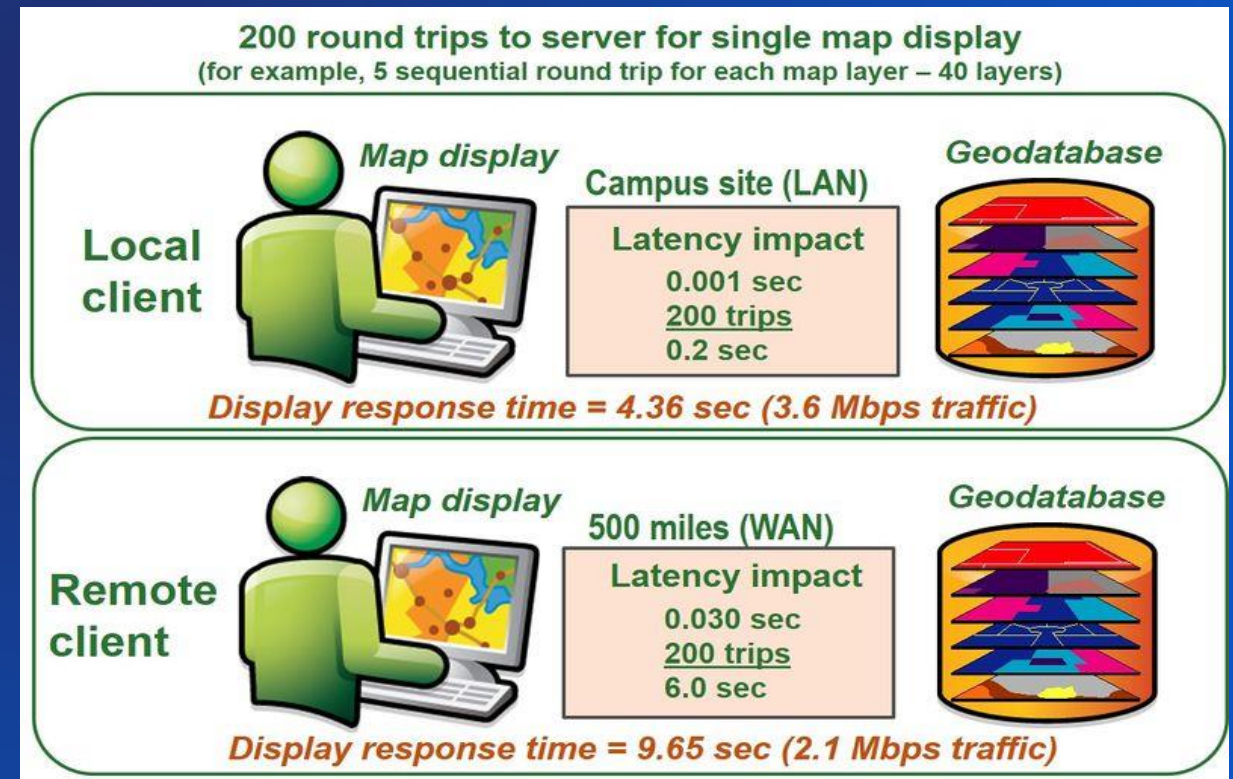 200 round trips to server for single map display
(for example, 5 sequential round trip for each map layer – 40 layers)
Local
client
Map display
Campus site (LAN)
Latency impact
0.001 sec
200 trips
0.2 sec
Geodatabase
Display response time = 4.36 sec (3.6 Mbps traffic)
Remote
client
Map display
500 miles (WAN)
Latency impact
0.030 sec
200 trips
6.0 sec
Geodatabase
Display response time = 9.65 sec (2.1 Mbps traffic)